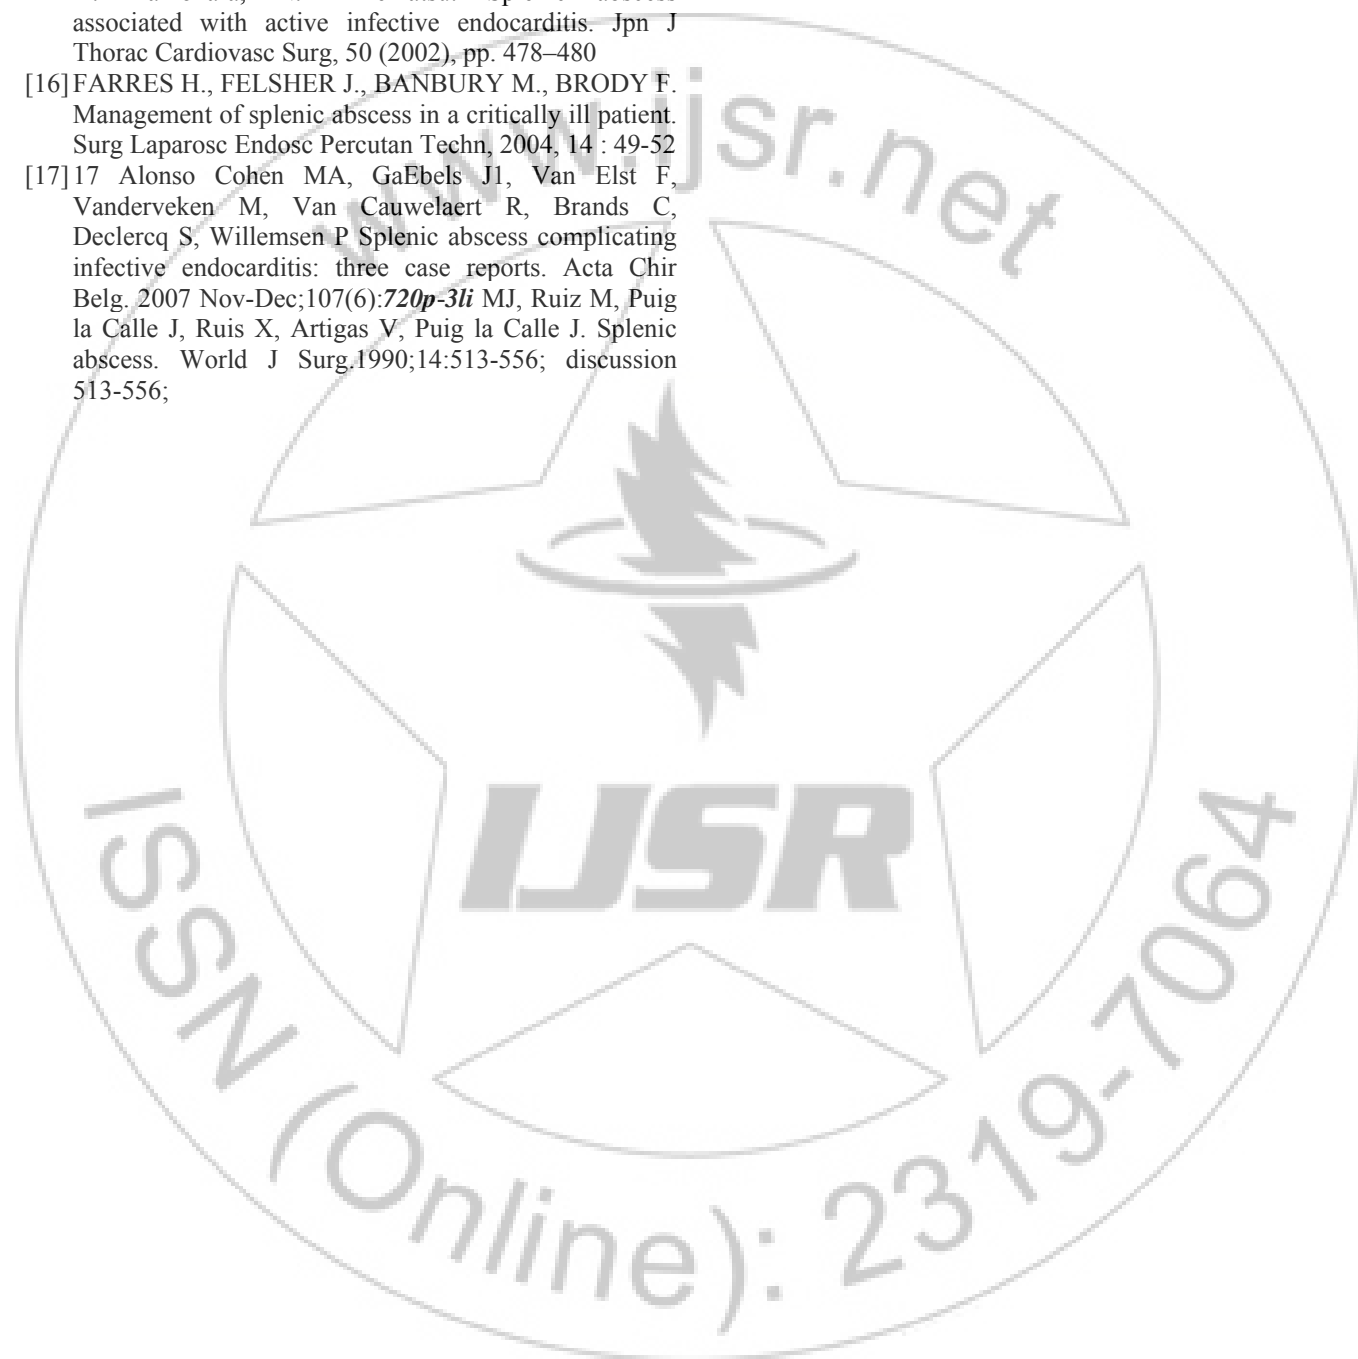 associated with active infective endocarditis. Jpn J
Thorac Cardiovasc Surg, 50 (2002), pp. 478–480
[16] FARRES H., FELSHER J., BANBURY M., BRODY F.
Management of splenic abscess in a critically ill patient.
Surg Laparosc Endosc Percutan Techn, 2004, 14 : 49-52
[17] 17 Alonso Cohen MA, GaEbels J1, Van Elst F,
Vanderveken M, Van Cauwelaert R, Brands C,
Declercq S, Willemsen P Splenic abscess complicating
infective endocarditis: three case reports. Acta Chir
Belg. 2007 Nov-Dec;107(6):720p-3li MJ, Ruiz M, Puig
la Calle J, Ruis X, Artigas V, Puig la Calle J. Splenic
abscess. World J Surg.1990;14:513-556; discussion
513-556;
www.ijsr.net
IJSR
ISSN (Online): 2319-7064